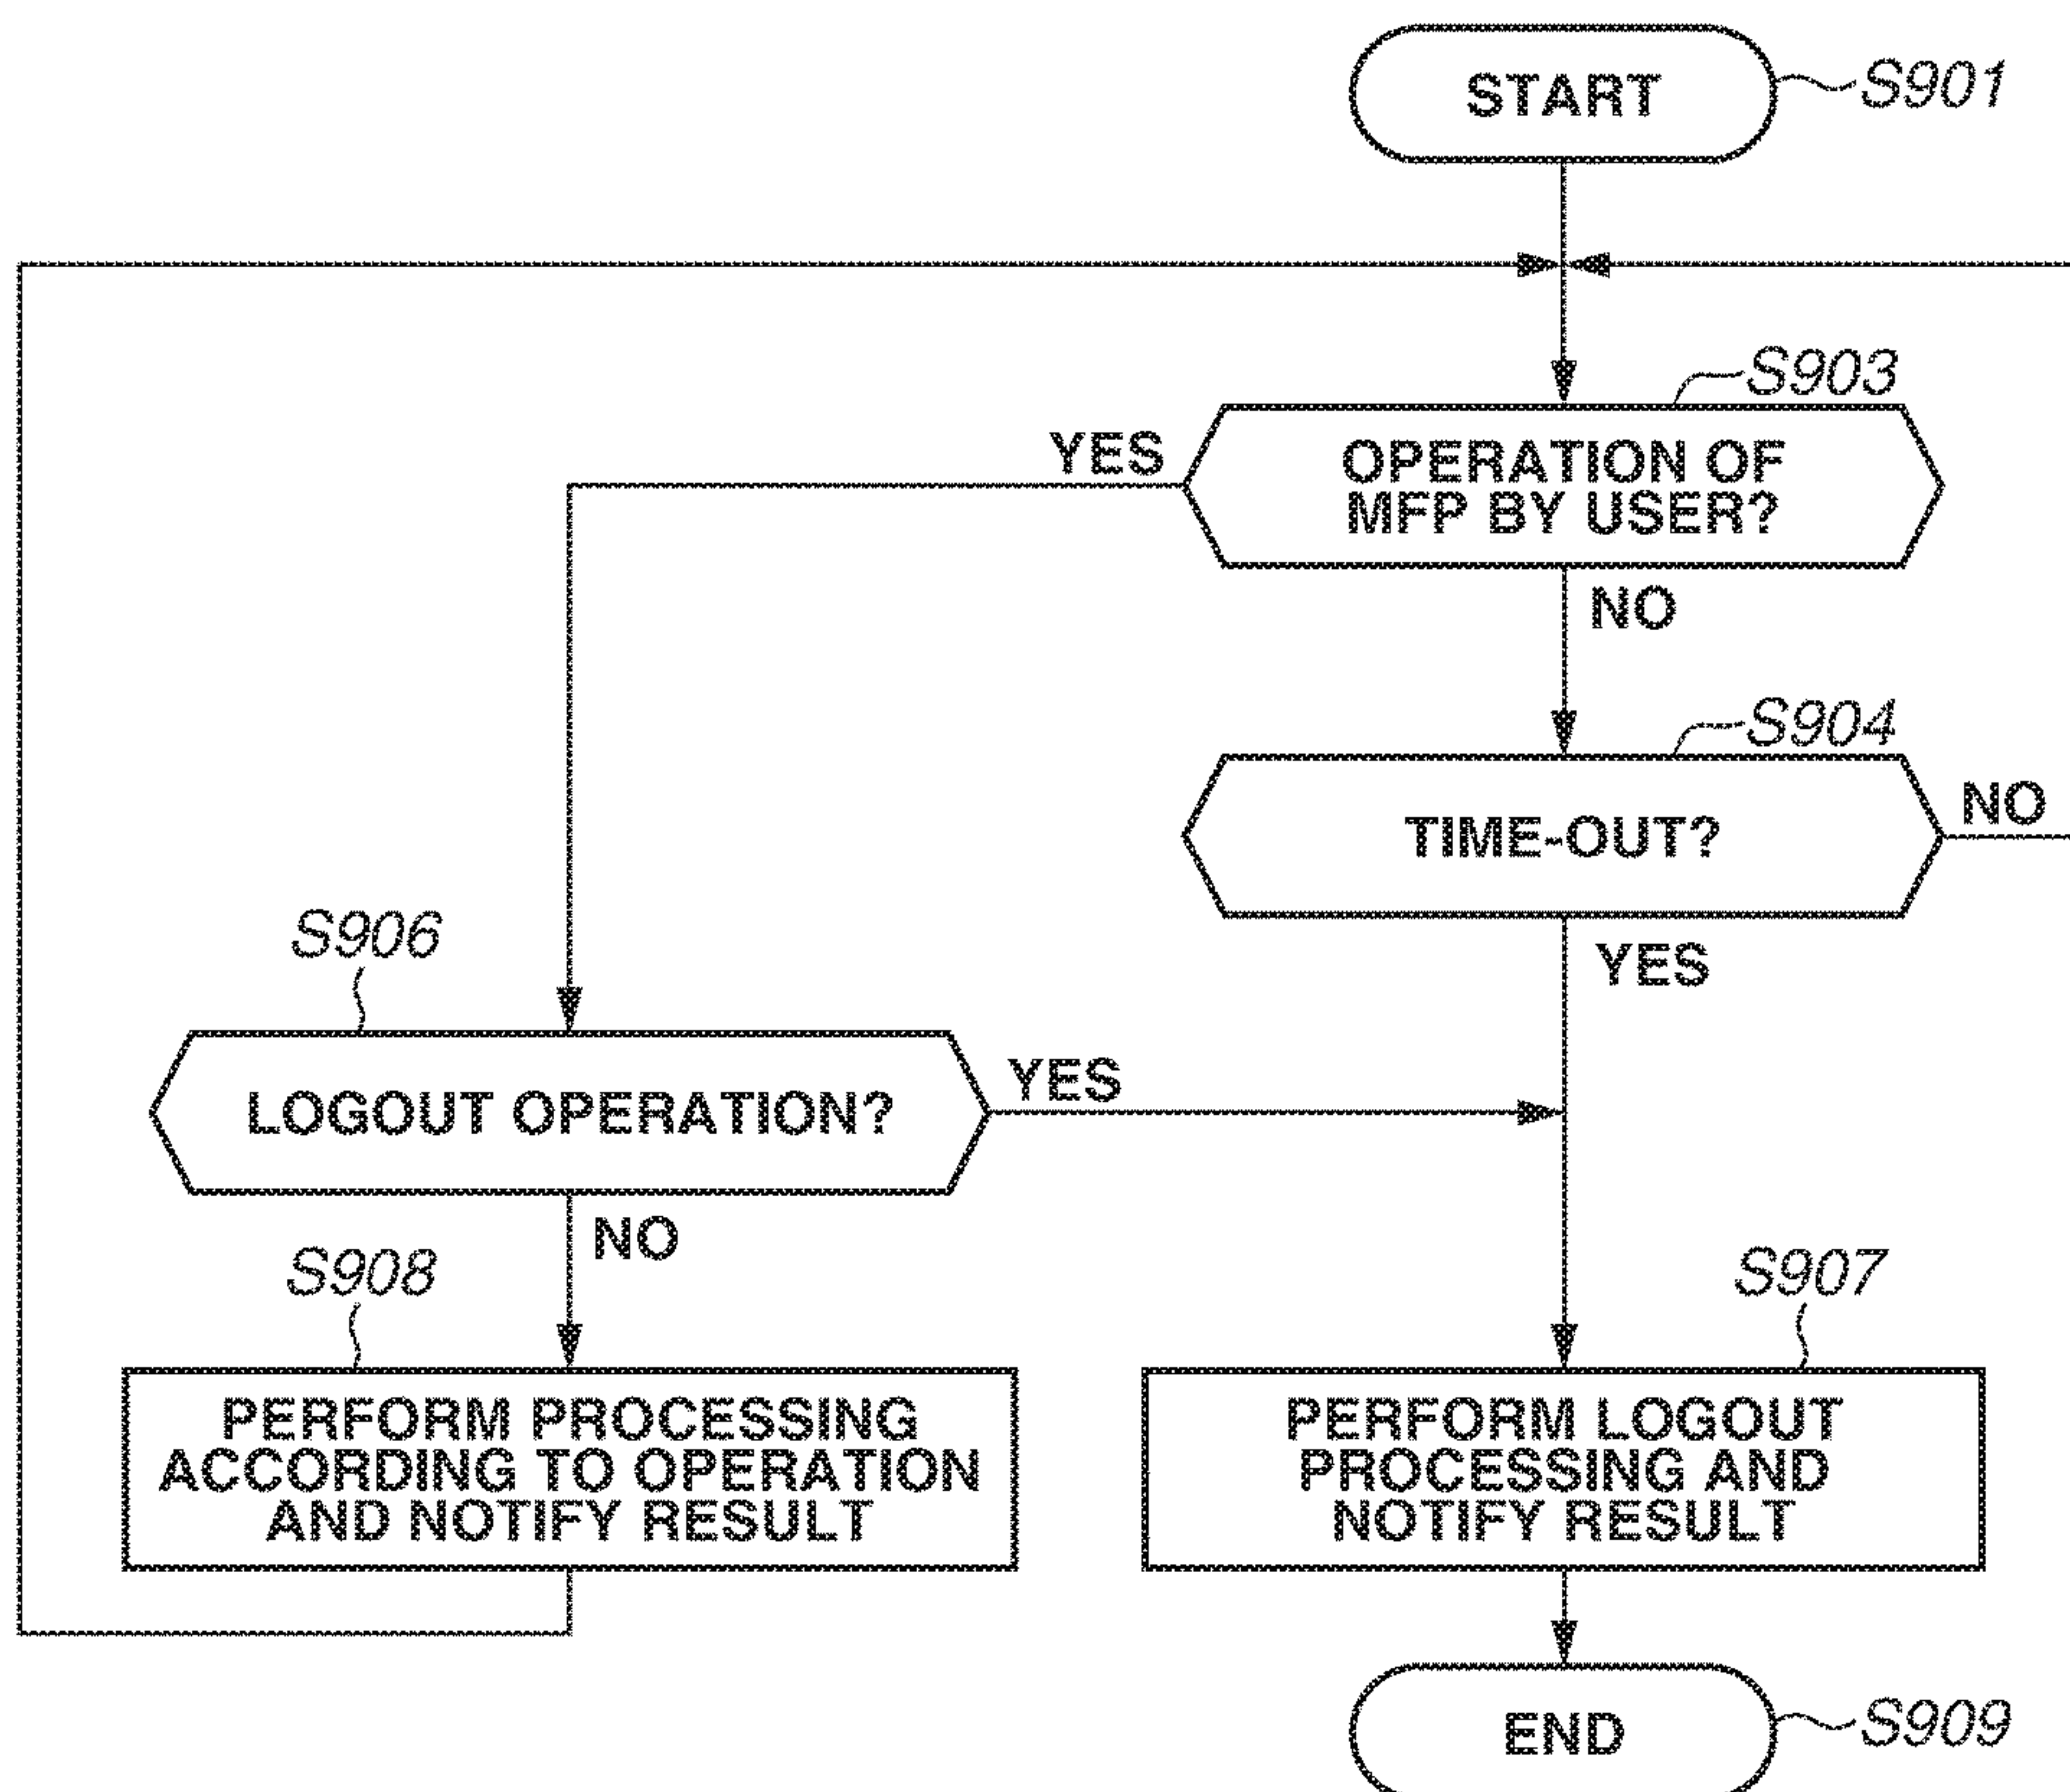 START
S901
S903
OPERATION OF
MFP BY USER?
YES
NO
S904
TIME-OUT?
NO
YES
S906
LOGOUT OPERATION?
YES
NO
S908
PERFORM PROCESSING
ACCORDING TO OPERATION
AND NOTIFY RESULT
S907
PERFORM LOGOUT
PROCESSING AND
NOTIFY RESULT
END
S909